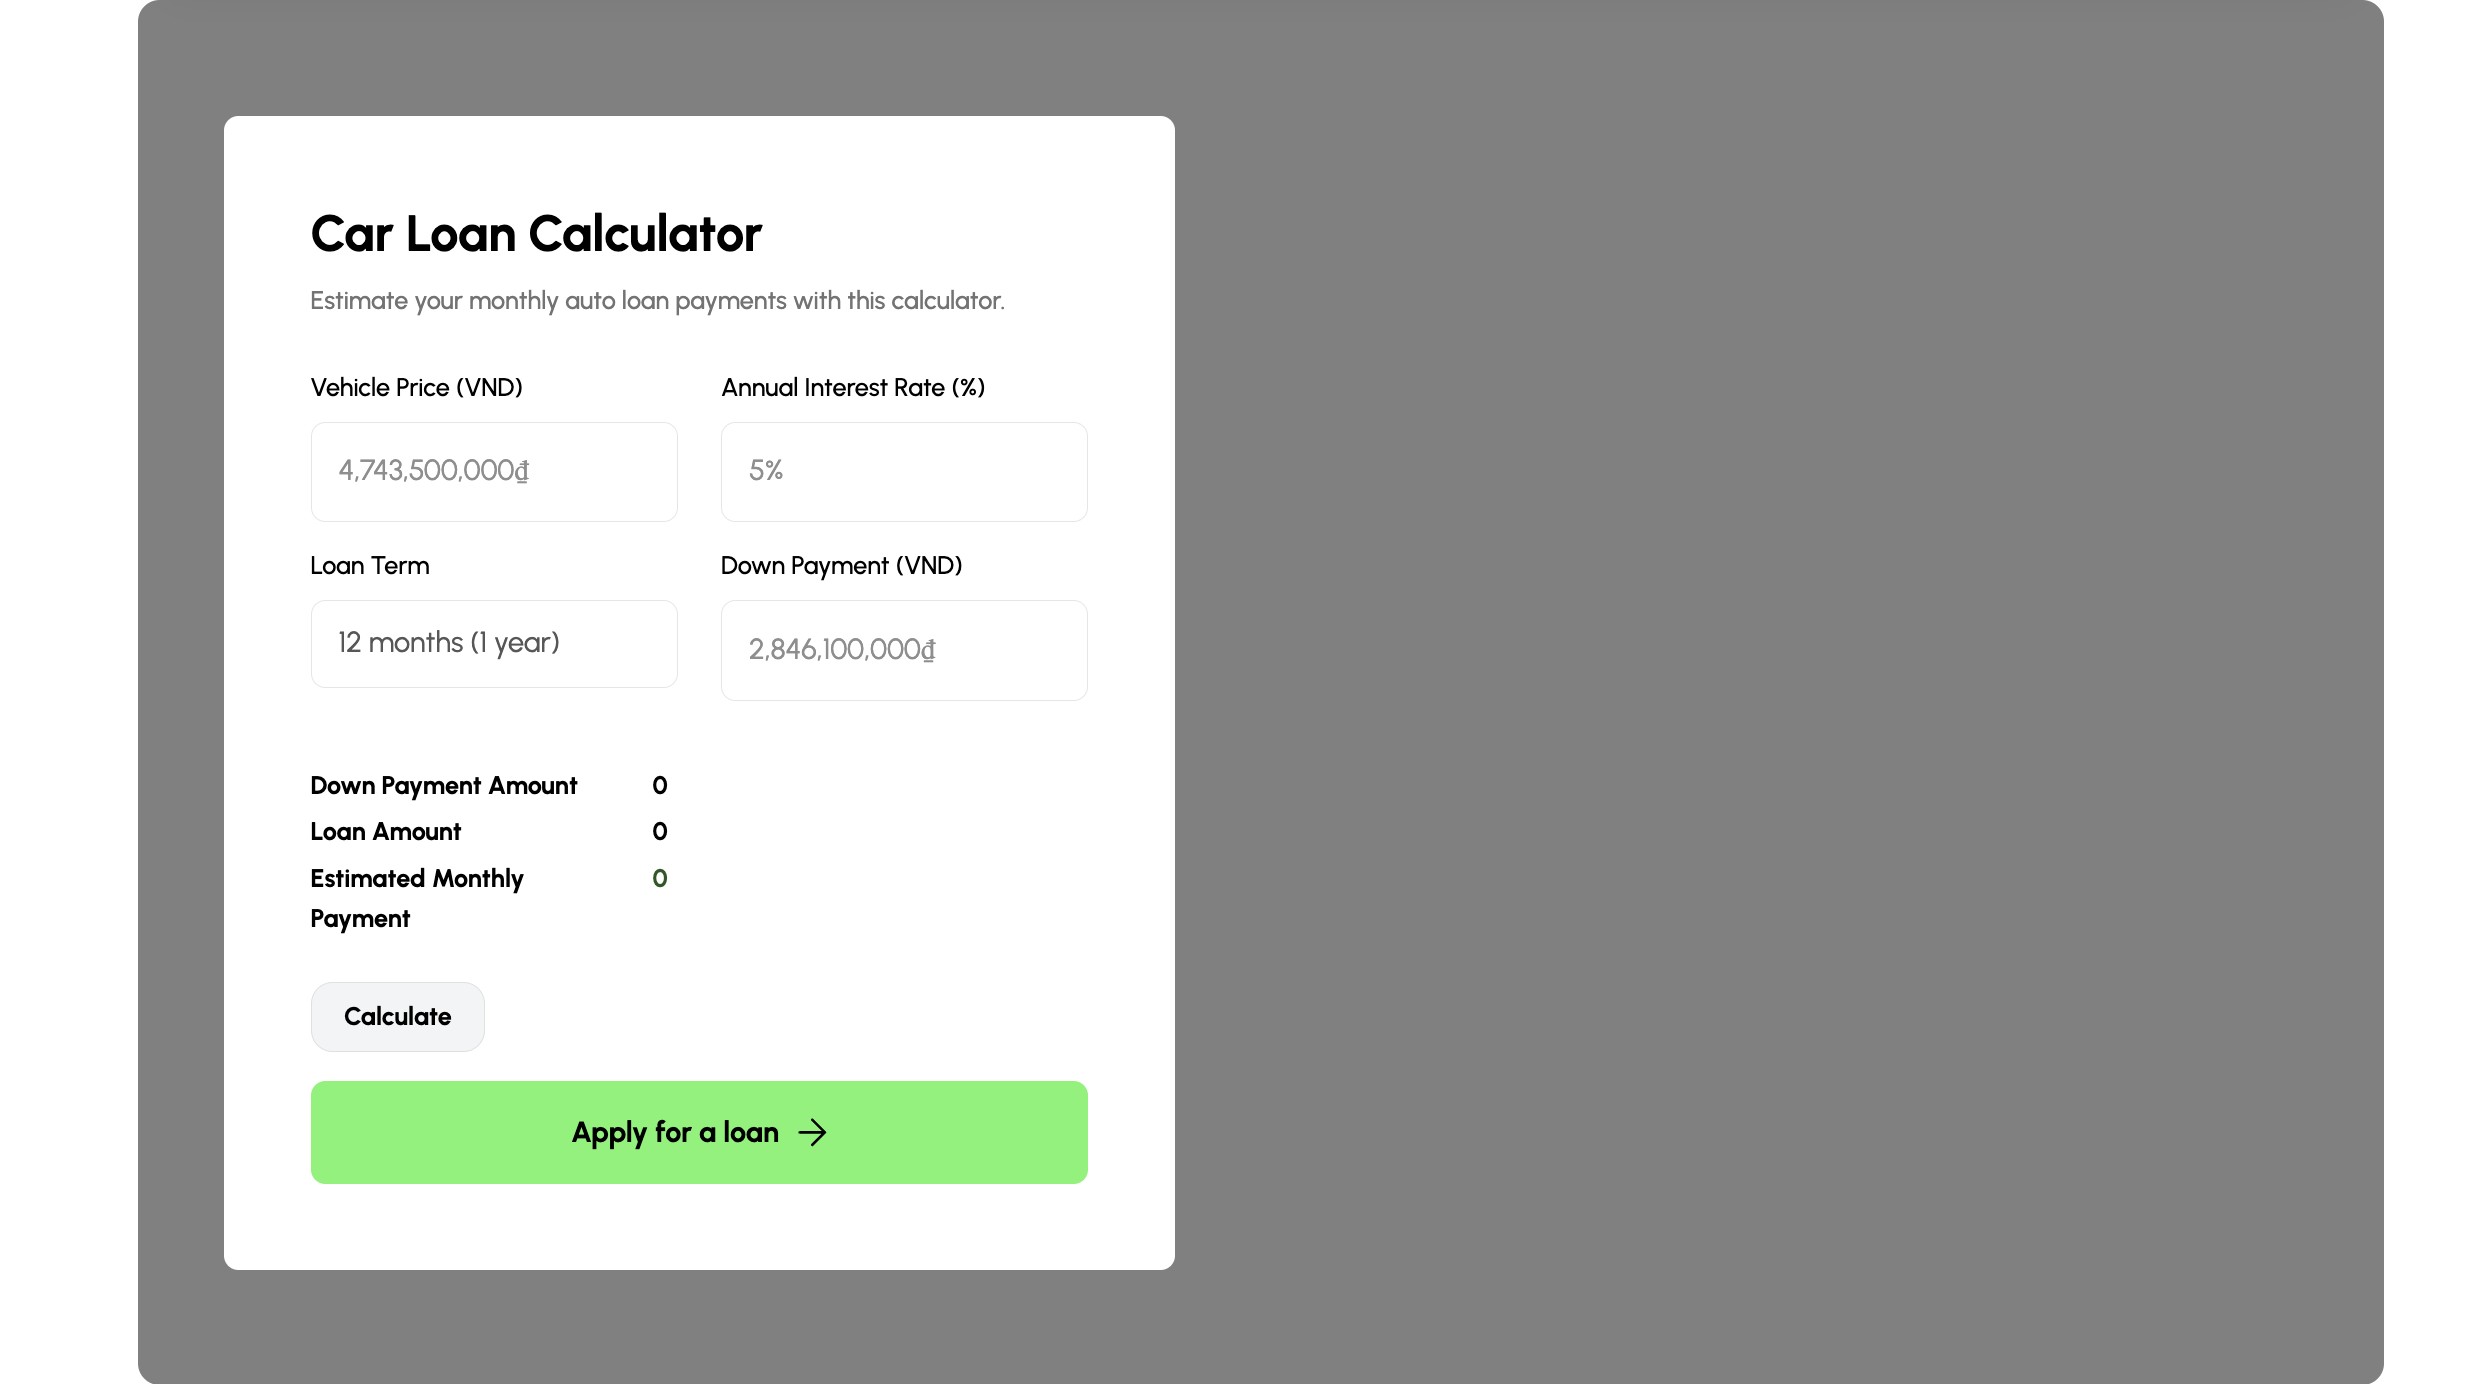 Car Loan Calculator
Estimate your monthly auto loan payments with this calculator.
Vehicle Price (VND)
4,743,500,000₫
Annual Interest Rate (%)
5%
Loan Term
12 months (1 year)
Down Payment (VND)
2,846,100,000₫
Down Payment Amount 0
Loan Amount 0
Estimated Monthly 0
Payment
Calculate
Apply for a loan →